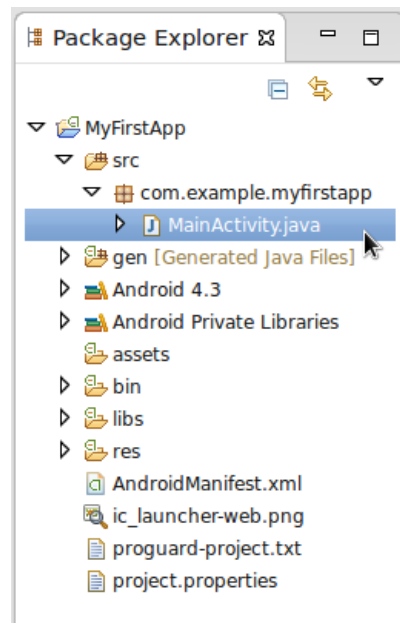 Package Explorer
MyFirstApp
src
com.example.myfirstapp
MainActivity.java
gen [Generated Java Files]
Android 4.3
Android Private Libraries
assets
bin
libs
res
AndroidManifest.xml
ic_launcher-web.png
proguard-project.txt
project.properties